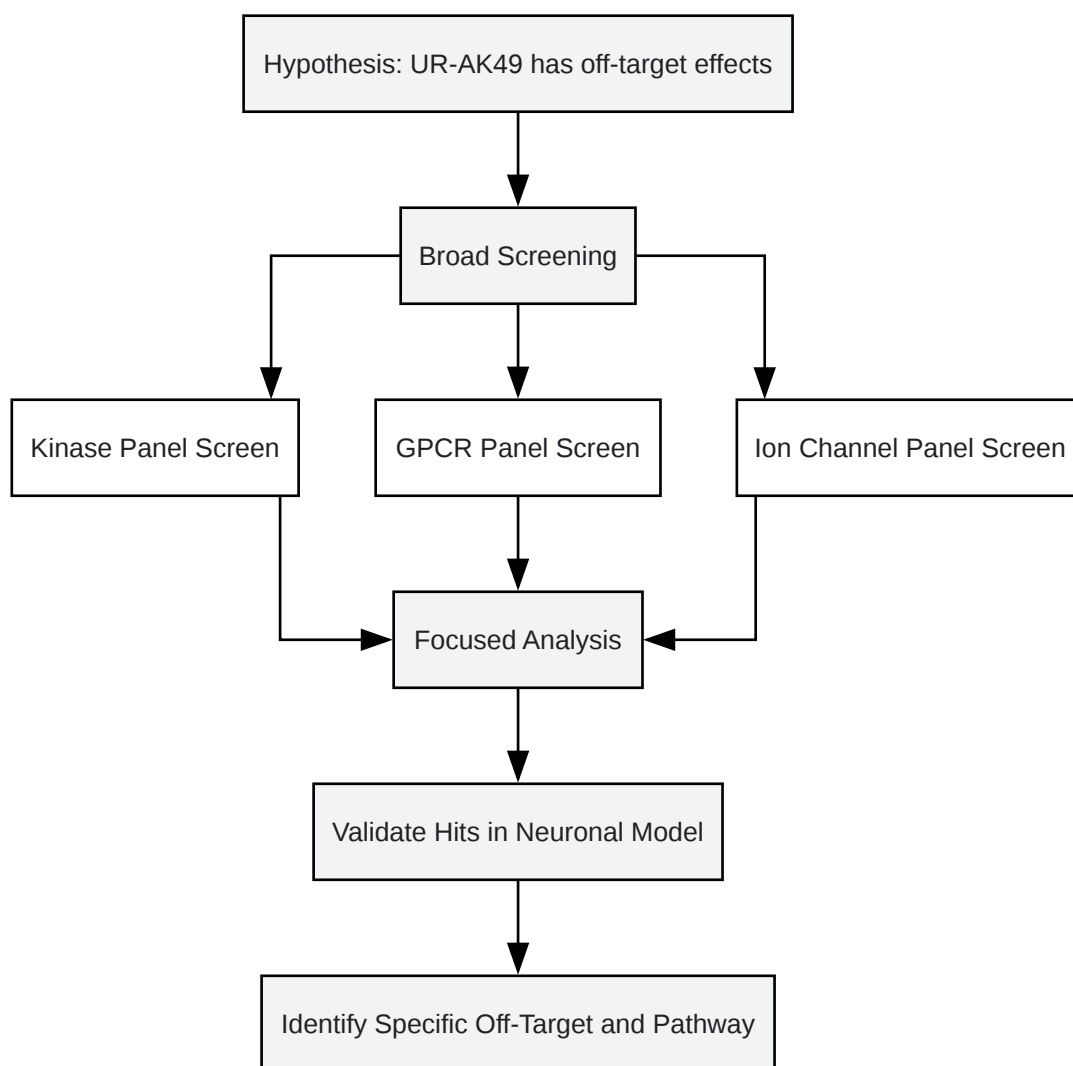 Hypothesis: UR-AK49 has off-target effects
Broad Screening
Kinase Panel Screen
GPCR Panel Screen
Ion Channel Panel Screen
Focused Analysis
Validate Hits in Neuronal Model
Identify Specific Off-Target and Pathway